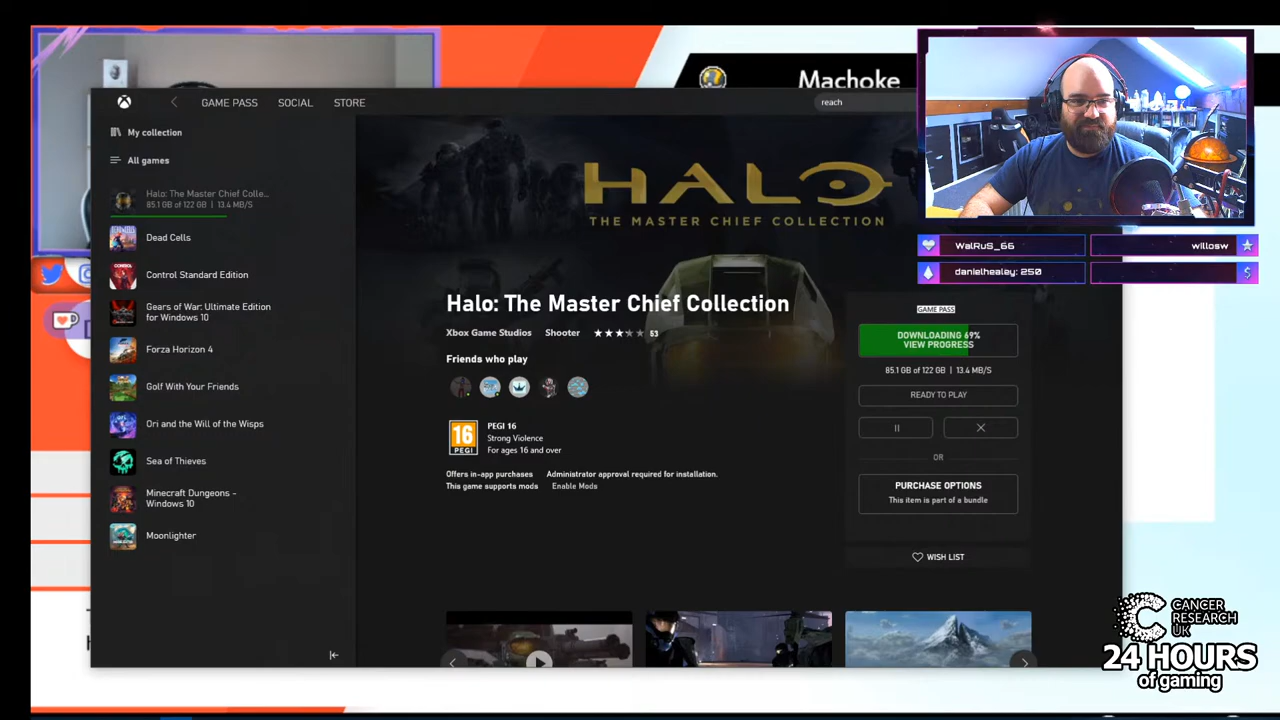 Machoke
GAME PASS
SOCIAL
STORE
reach
My collection
All games
Halo: The Master Chief Colle...
85.1 GB of 122 GB | 13.4 MB/S
Dead Cells
Control Standard Edition
Gears of War: Ultimate Edition
for Windows 10
Forza Horizon 4
Golf With Your Friends
Ori and the Will of the Wisps
Sea of Thieves
Minecraft Dungeons -
Windows 10
Moonlighter
HALO
THE MASTER CHIEF COLLECTION
Halo: The Master Chief Collection
Xbox Game Studios
Shooter
53
Friends who play
16
PEGI
PEGI 16
Strong Violence
For ages 16 and over
Offers in-app purchases
Administrator approval required for installation.
This game supports mods
Enable Mods
GAME PASS
DOWNLOADING 69%
VIEW PROGRESS
85.1 GB of 122 GB | 13.4 MB/S
READY TO PLAY
OR
PURCHASE OPTIONS
This item is part of a bundle
WISH LIST
WalRuS_66
willosw
danielhealey: 250
CANCER
RESEARCH
UK
24 HOURS
of gaming